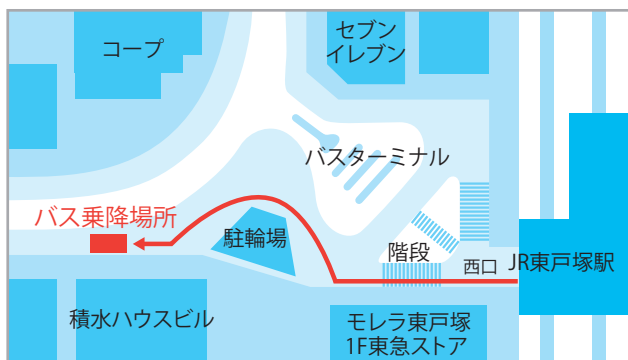 コープ
セブン
イレブン
バスターミナル
バス乗降場所
駐輪場
階段
西口
JR東戸塚駅
積水ハウスビル
モレラ東戸塚
1F東急ストア